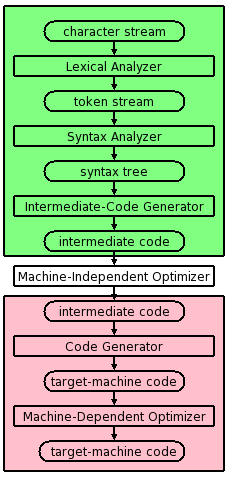 character stream
Lexical Analyzer
token stream
Syntax Analyzer
syntax tree
Intermediate-Code Generator
intermediate code
Machine-Independent Optimizer
intermediate code
Code Generator
target-machine code
Machine-Dependent Optimizer
target-machine code